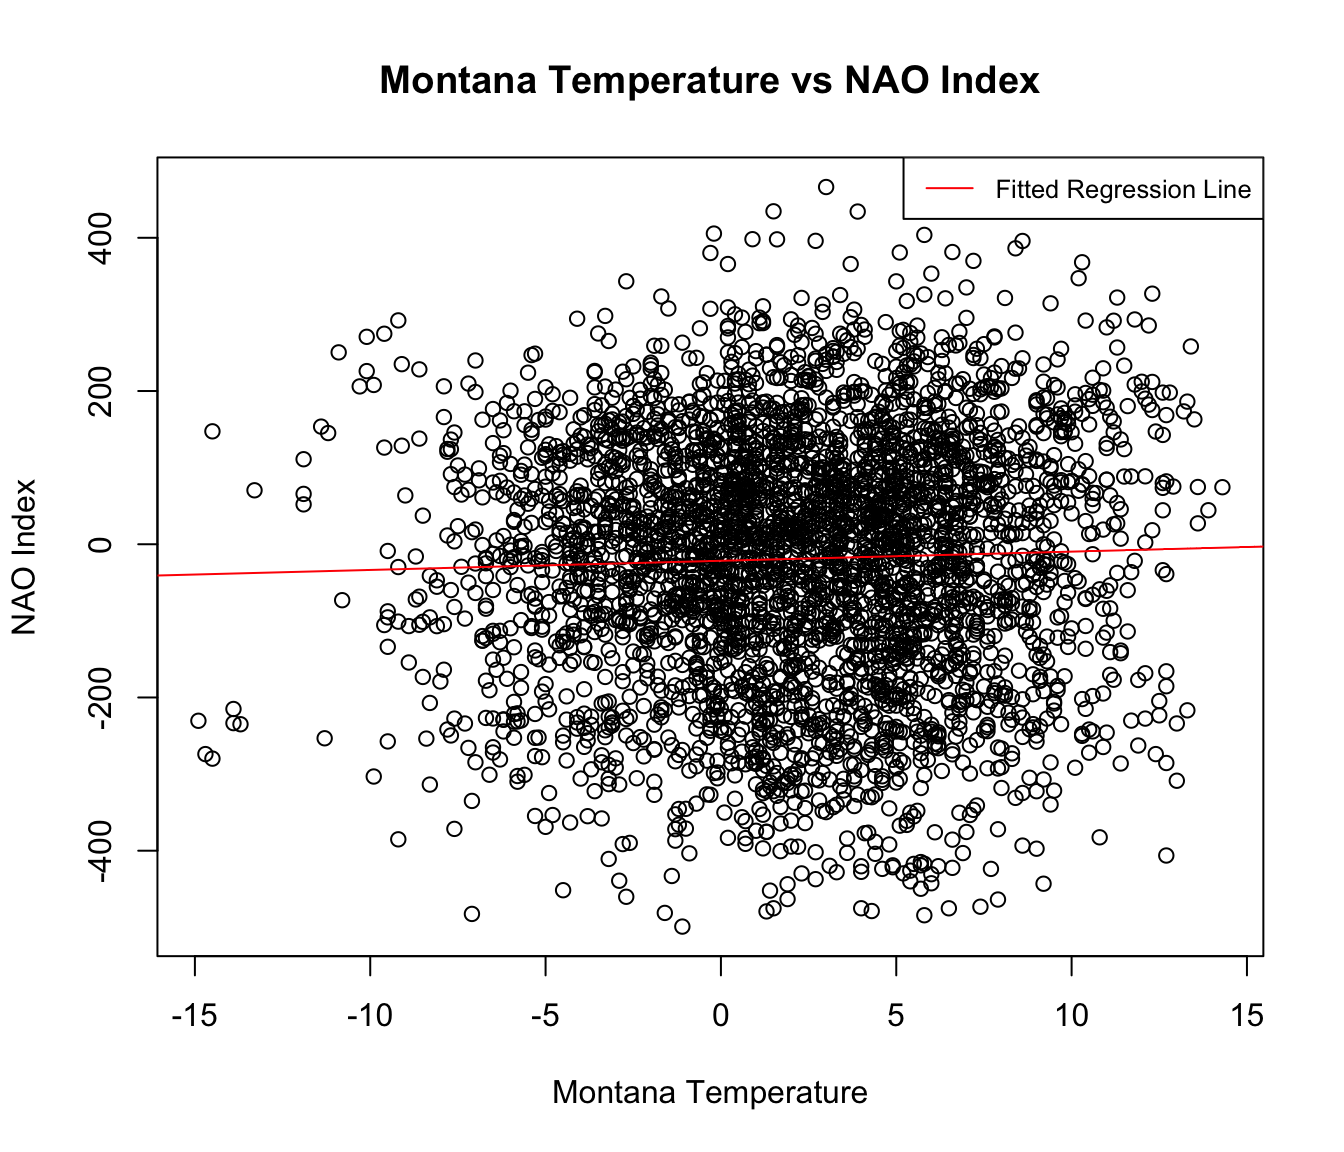 Montana Temperature vs NAO Index
Fitted Regression Line
NAO Index
400
200
0
-200
-400
-15 -10 -5 0 5 10 15
Montana Temperature